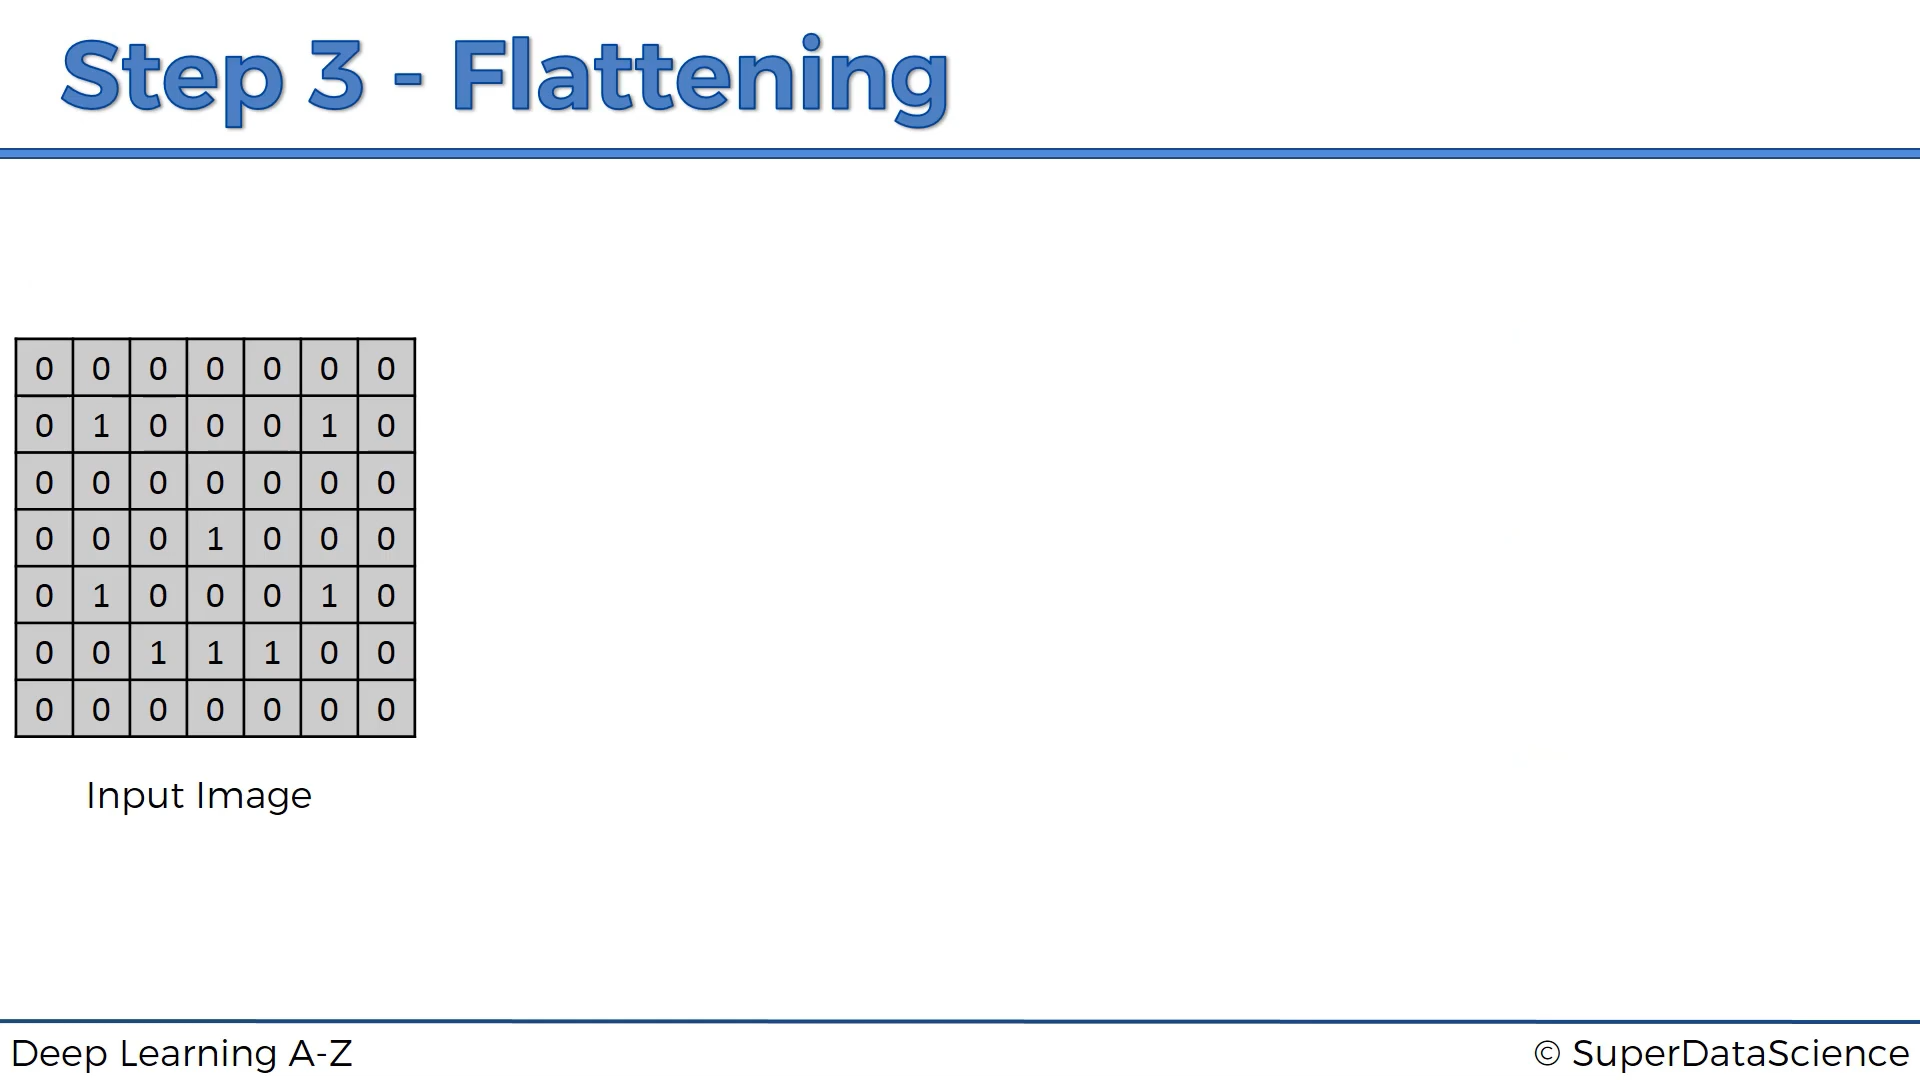 Step 3 - Flattening
0 0 0 0 0 0 0
0 1 0 0 0 1 0
0 0 0 0 0 0 0
0 0 0 1 0 0 0
0 1 0 0 0 1 0
0 0 1 1 1 0 0
0 0 0 0 0 0 0
Input Image
Deep Learning A-Z
© SuperDataScience